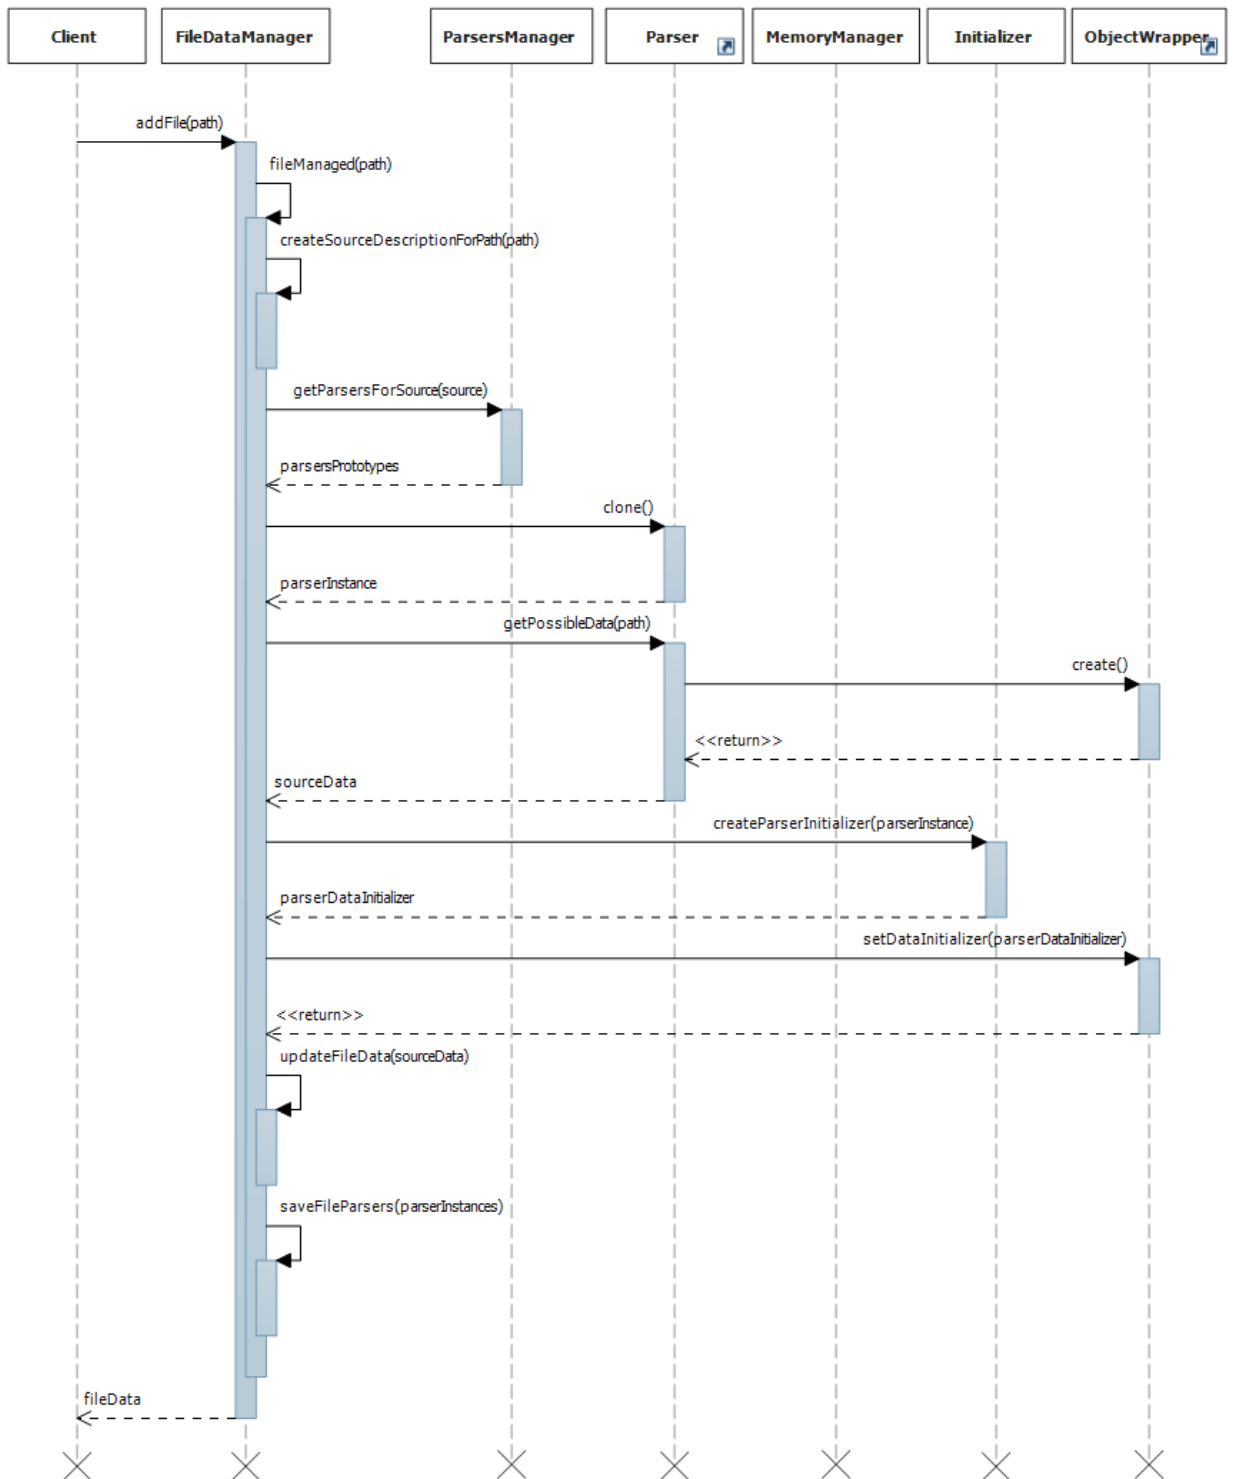 Client
FileDataManager
ParsersManager
Parser
MemoryManager
Initializer
ObjectWrapper
addFile(path)
fileManaged(path)
createSourceDescriptionForPath(path)
getParsersForSource(source)
parsersPrototypes
clone()
parserInstance
getPossibleData(path)
create()
<<return>>
sourceData
createParserInitializer(parserInstance)
parserDataInitializer
setDataInitializer(parserDataInitializer)
<<return>>
updateFileData(sourceData)
saveFileParsers(parserInstances)
fileData